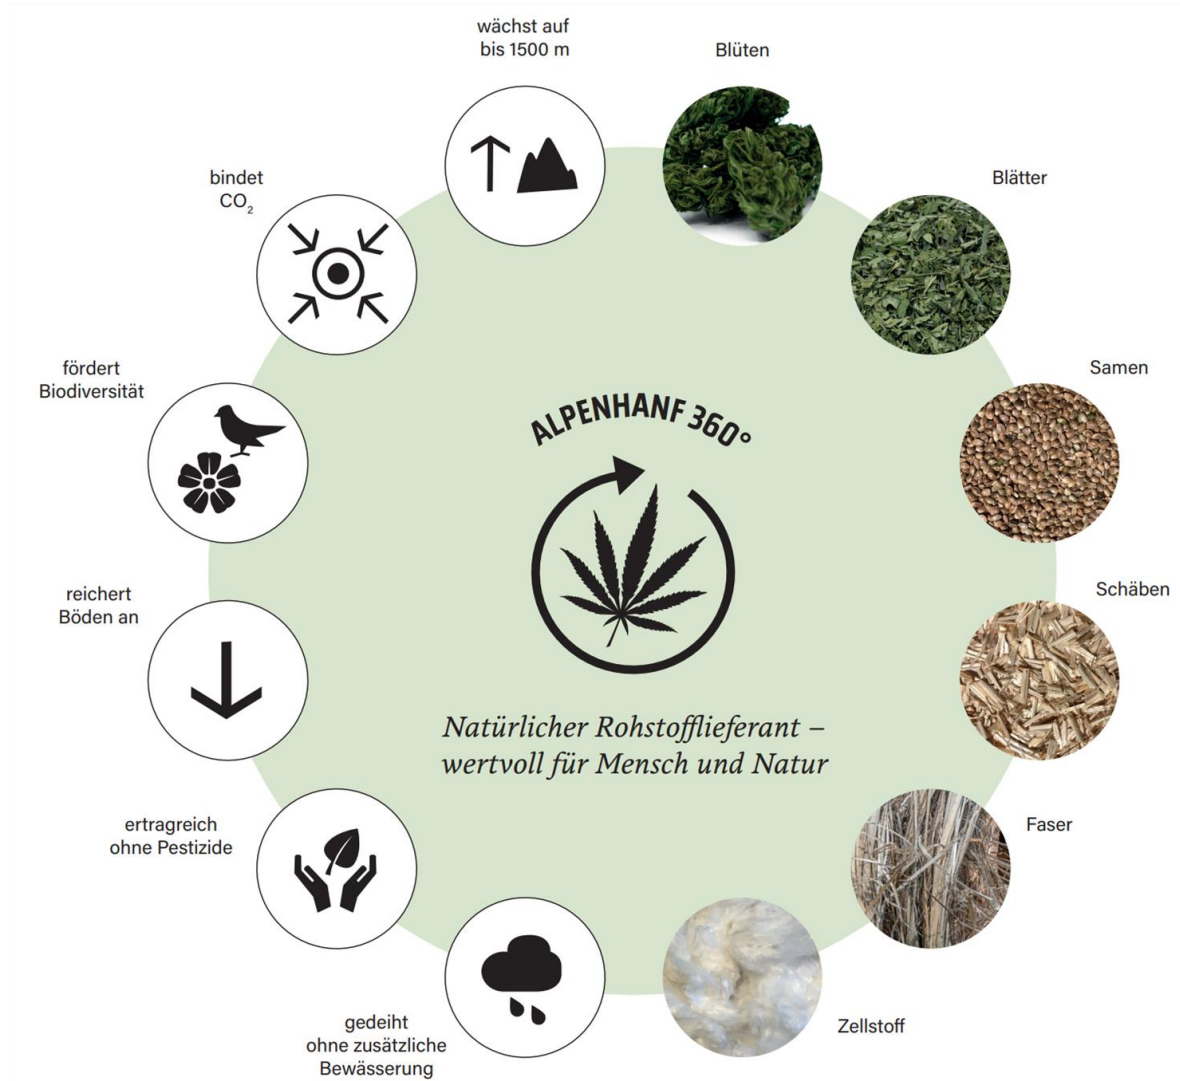 wächst auf
bis 1500 m
Blüten
bindet
CO₂
Blätter
fördert
Biodiversität
Samen
ALPENHANF 360°
reichert
Böden an
Schäben
Natürlicher Rohstofflieferant –
wertvoll für Mensch und Natur
ertragreich
ohne Pestizide
Faser
gedeiht
ohne zusätzliche
Bewässerung
Zellstoff